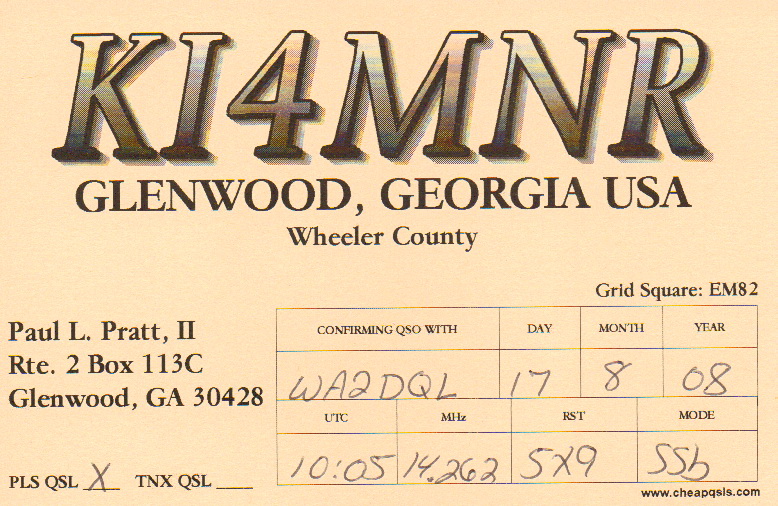 KI4MNR
GLENWOOD, GEORGIA USA
Wheeler County
Grid Square: EM82
Paul L. Pratt, II
Rte. 2 Box 113C
Glenwood, GA 30428
CONFIRMING QSO WITH DAY MONTH YEAR
WA2DQL 17 8 08
UTC MHz RST MODE
10:05 14.262 5X9 SSb
PLS QSL X TNX QSL ____
www.cheapqsls.com